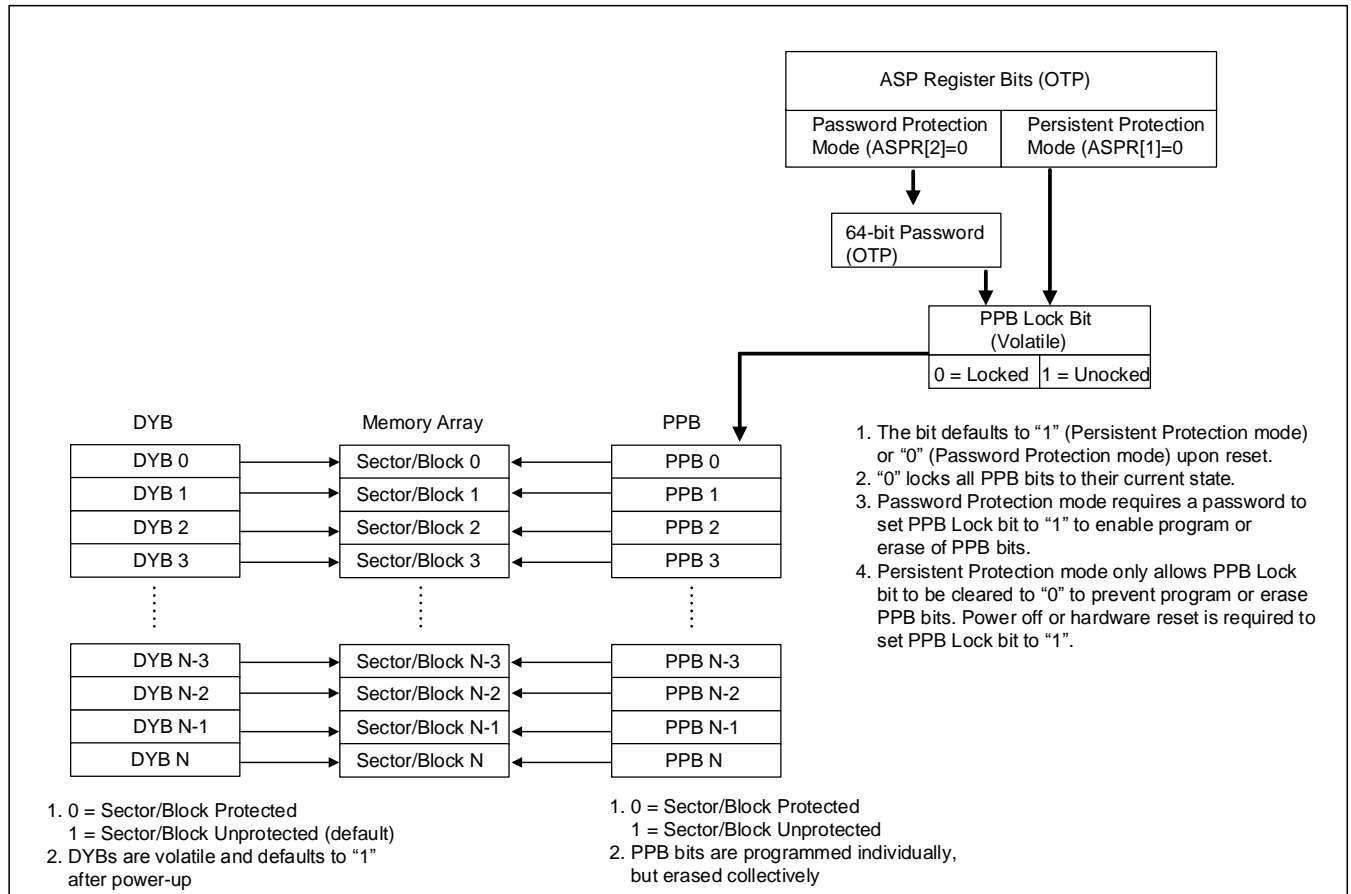 ASP Register Bits (OTP)
Password Protection
Mode (ASPR[2]=0
Persistent Protection
Mode (ASPR[1]=0
64-bit Password
(OTP)
PPB Lock Bit
(Volatile)
0 = Locked
1 = Unocked
1. The bit defaults to “1” (Persistent Protection mode)
or “0” (Password Protection mode) upon reset.
2. “0” locks all PPB bits to their current state.
3. Password Protection mode requires a password to
set PPB Lock bit to “1” to enable program or
erase of PPB bits.
4. Persistent Protection mode only allows PPB Lock
bit to be cleared to “0” to prevent program or erase
PPB bits. Power off or hardware reset is required to
set PPB Lock bit to “1”.
DYB Memory Array PPB
DYB 0 Sector/Block 0 PPB 0
DYB 1 Sector/Block 1 PPB 1
DYB 2 Sector/Block 2 PPB 2
DYB 3 Sector/Block 3 PPB 3
DYB N-3 Sector/Block N-3 PPB N-3
DYB N-2 Sector/Block N-2 PPB N-2
DYB N-1 Sector/Block N-1 PPB N-1
DYB N Sector/Block N PPB N
1. 0 = Sector/Block Protected
1 = Sector/Block Unprotected (default)
2. DYBs are volatile and defaults to “1”
after power-up
1. 0 = Sector/Block Protected
1 = Sector/Block Unprotected
2. PPB bits are programmed individually,
but erased collectively